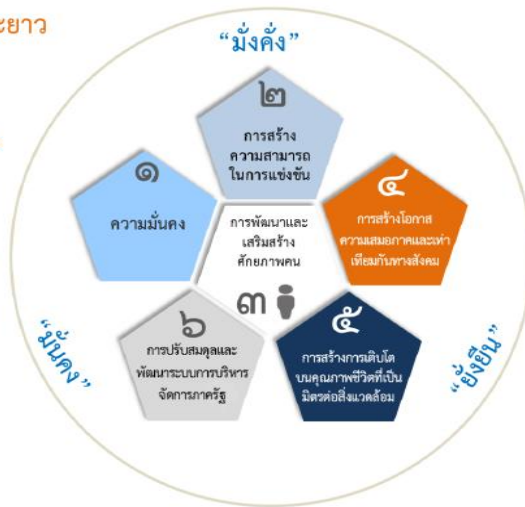 ะยาว
“มั่งคั่ง”
๒
การสร้าง
ความสามารถ
ในการแข่งขัน
๑
ความมั่นคง
๔
การสร้างโอกาส
ความเสมอภาคและเท่า
เทียมกันทางสังคม
การพัฒนาและ
เสริมสร้าง
ศักยภาพคน
๓
๖
การปรับสมดุลและ
พัฒนาระบบการบริหาร
จัดการภาครัฐ
๕
การสร้างการเติบโต
บนคุณภาพชีวิตที่เป็น
มิตรต่อสิ่งแวดล้อม
“มั่นคง”
“ยั่งยืน”